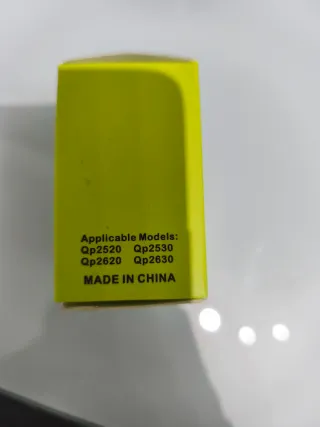 Applicable Models:
Qp2520 Qp2530
Qp2620 Qp2630
MADE IN CHINA